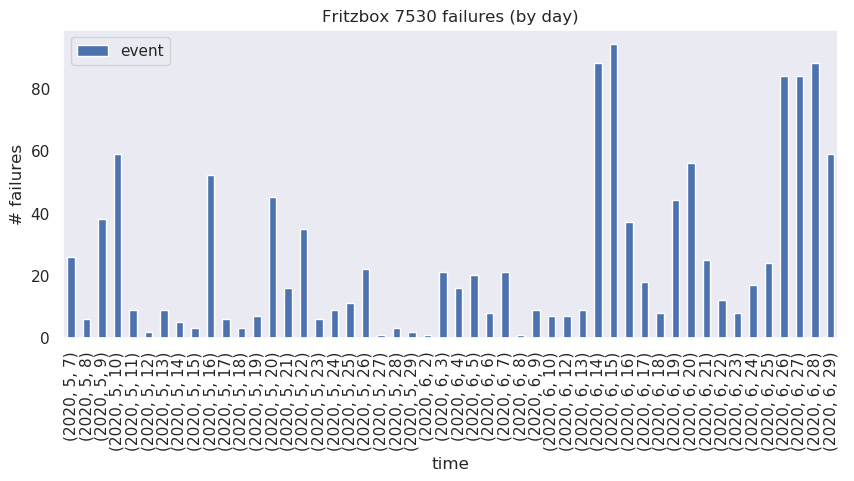 Fritzbox 7530 failures (by day)
event
# failures
80
60
40
20
0
(2020, 5, 7)
(2020, 5, 8)
(2020, 5, 9)
(2020, 5, 10)
(2020, 5, 11)
(2020, 5, 12)
(2020, 5, 13)
(2020, 5, 14)
(2020, 5, 15)
(2020, 5, 16)
(2020, 5, 17)
(2020, 5, 18)
(2020, 5, 19)
(2020, 5, 20)
(2020, 5, 21)
(2020, 5, 22)
(2020, 5, 23)
(2020, 5, 24)
(2020, 5, 25)
(2020, 5, 26)
(2020, 5, 27)
(2020, 5, 28)
(2020, 5, 29)
(2020, 6, 2)
(2020, 6, 3)
(2020, 6, 4)
(2020, 6, 5)
(2020, 6, 6)
(2020, 6, 7)
(2020, 6, 8)
(2020, 6, 9)
(2020, 6, 10)
(2020, 6, 12)
(2020, 6, 13)
(2020, 6, 14)
(2020, 6, 15)
(2020, 6, 16)
(2020, 6, 17)
(2020, 6, 18)
(2020, 6, 19)
(2020, 6, 20)
(2020, 6, 21)
(2020, 6, 22)
(2020, 6, 23)
(2020, 6, 24)
(2020, 6, 25)
(2020, 6, 26)
(2020, 6, 27)
(2020, 6, 28)
(2020, 6, 29)
time